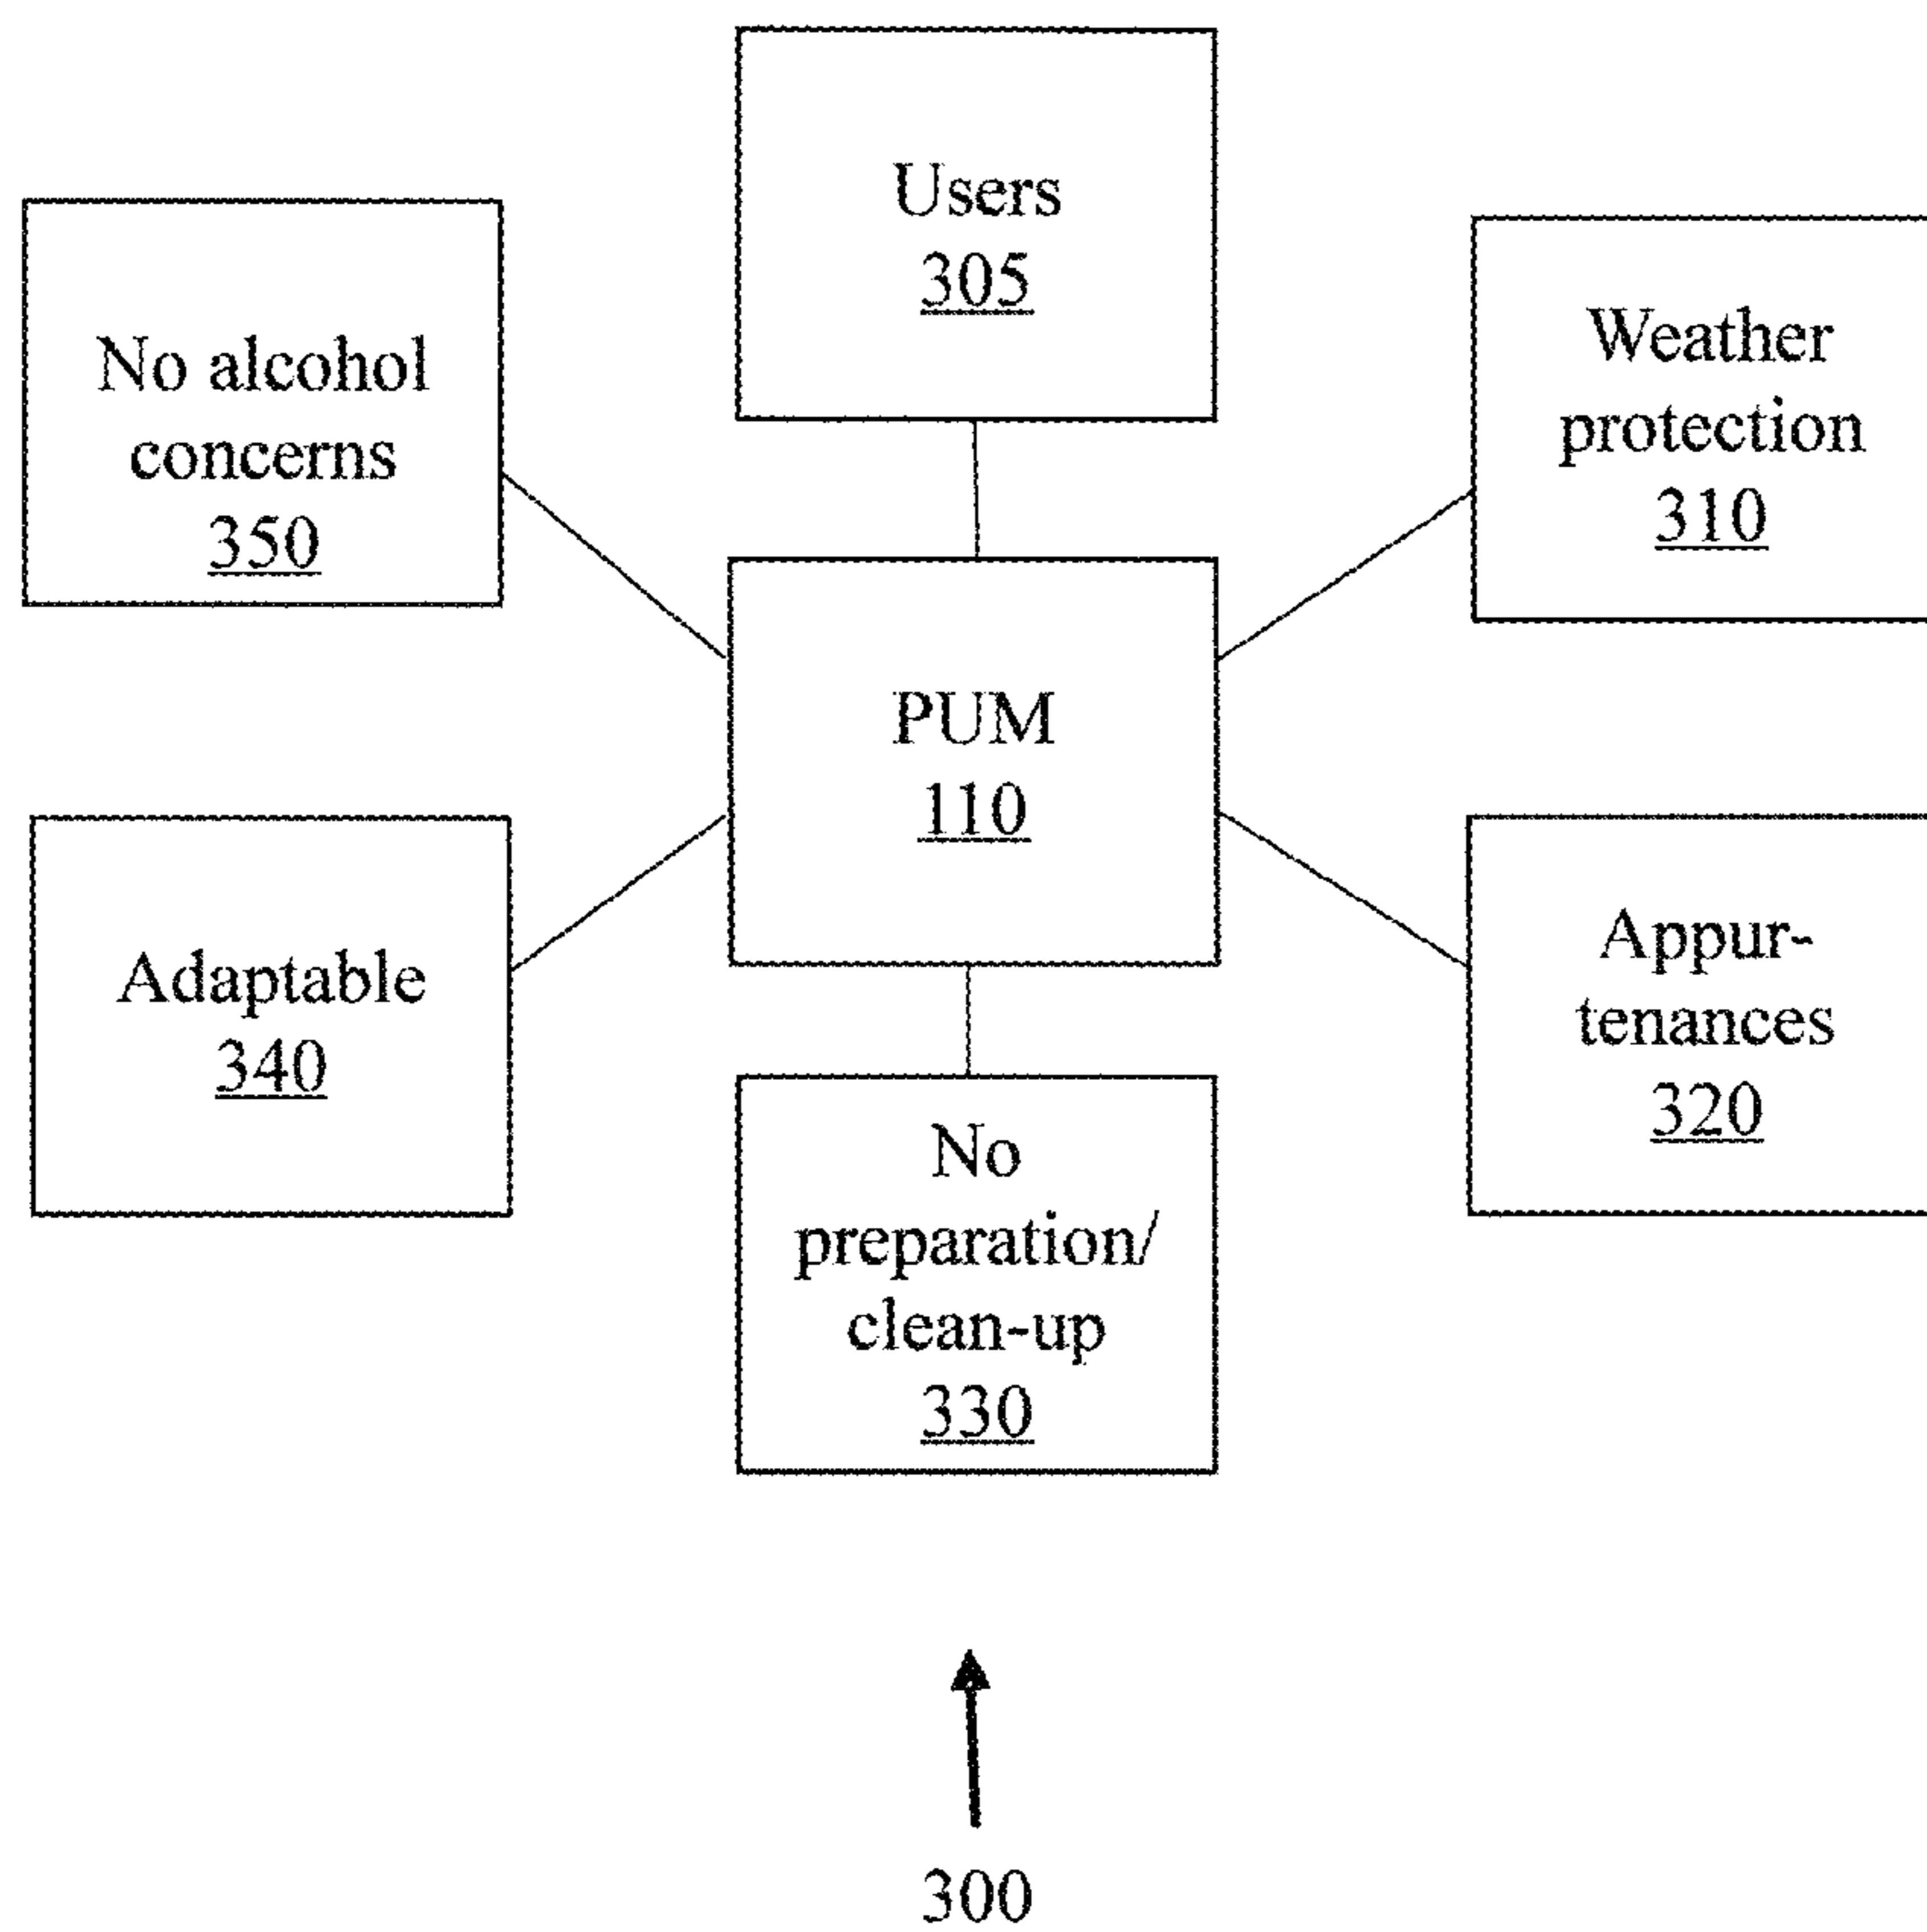 Users
305
No alcohol
concerns
350
Weather
protection
310
PUM
110
Adaptable
340
Appur-
tenances
320
No
preparation/
clean-up
330
300